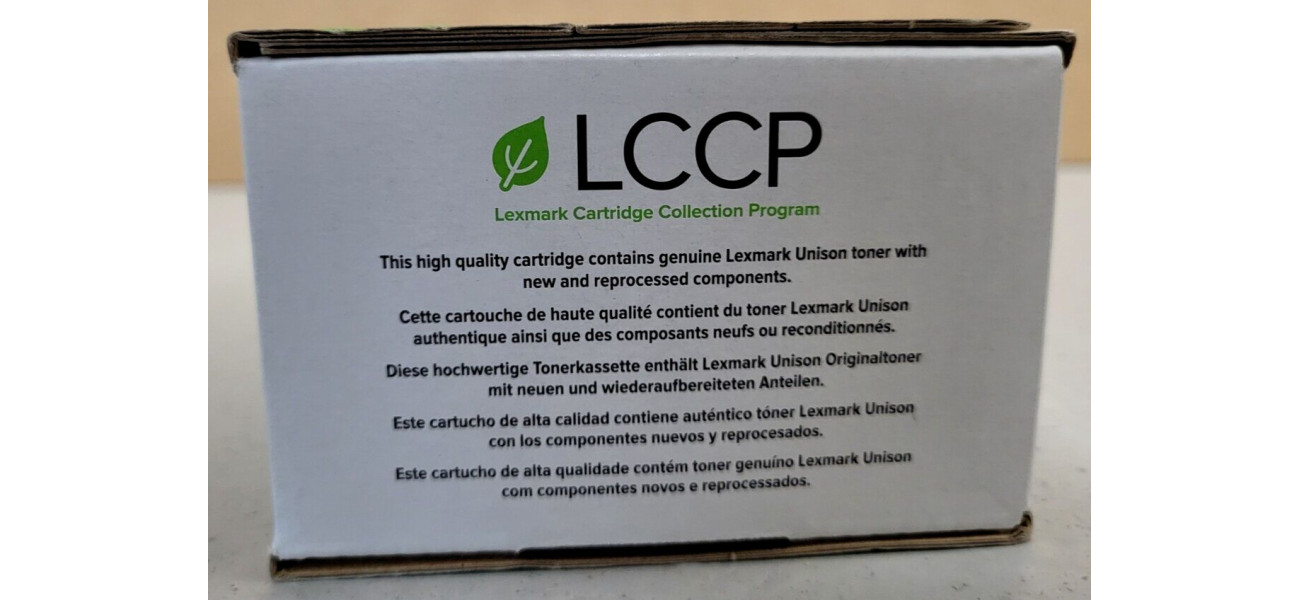 LCCP
Lexmark Cartridge Collection Program
This high quality cartridge contains genuine Lexmark Unison toner with
new and reprocessed components.
Cette cartouche de haute qualité contient du toner Lexmark Unison
authentique ainsi que des composants neufs ou reconditionnés.
Diese hochwertige Tonerkassette enthält Lexmark Unison Originaltoner
mit neuen und wiederaufbereiteten Anteilen.
Este cartucho de alta calidad contiene auténtico tóner Lexmark Unison
con los componentes nuevos y reprocesados.
Este cartucho de alta qualidade contém toner genuíno Lexmark Unison
com componentes novos e reprocessados.